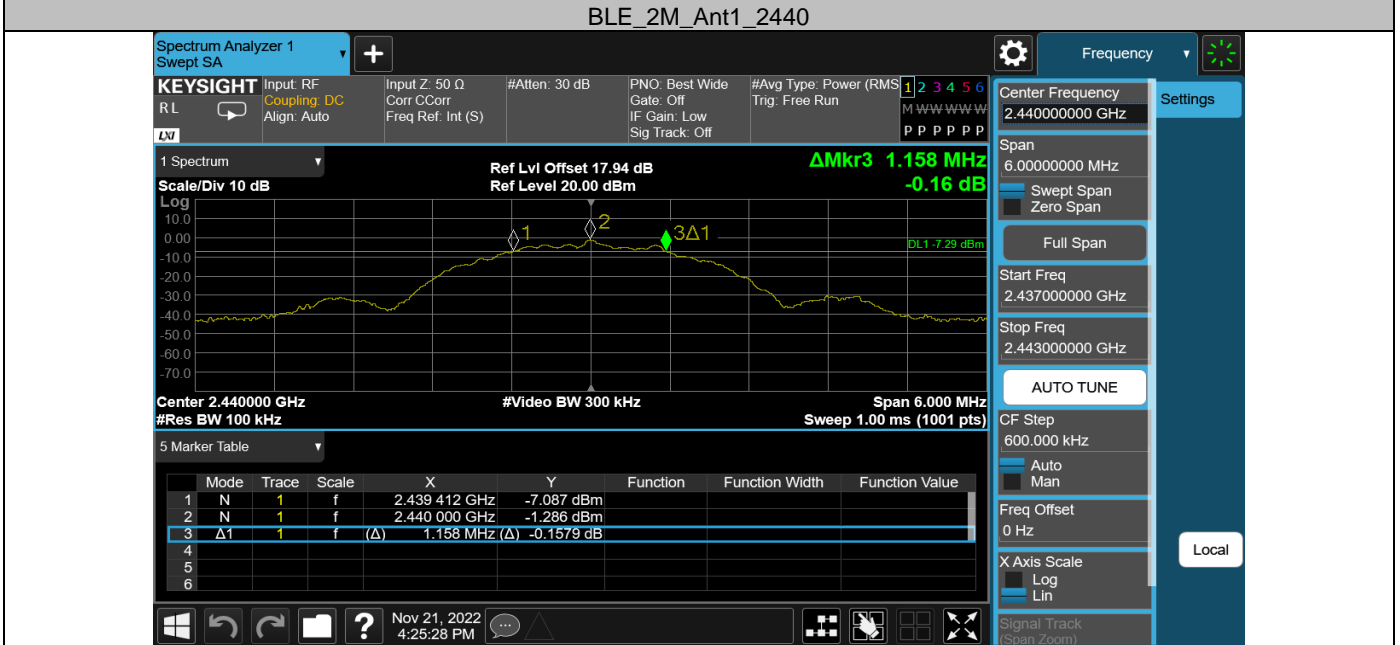 BLE_2M_Ant1_2440
Spectrum Analyzer 1
Swept SA
Frequency
KEYSIGHT
R L
LXI
Input: RF
Coupling: DC
Align: Auto
Input Z: 50 Ω
Corr CCorr
Freq Ref: Int (S)
#Atten: 30 dB
PNO: Best Wide
Gate: Off
IF Gain: Low
Sig Track: Off
#Avg Type: Power (RMS
Trig: Free Run
1 2 3 4 5 6
M W W W W W
P P P P P P
1 Spectrum
Scale/Div 10 dB
Log
Ref Lvl Offset 17.94 dB
Ref Level 20.00 dBm
ΔMkr3 1.158 MHz
-0.16 dB
10.0
0.00
-10.0
-20.0
-30.0
-40.0
-50.0
-60.0
-70.0
1
2
3Δ1
DL1 -7.29 dBm
Center 2.440000 GHz
#Video BW 300 kHz
Span 6.000 MHz
#Res BW 100 kHz
Sweep 1.00 ms (1001 pts)
5 Marker Table
Mode Trace Scale X Y Function Function Width Function Value
1 N 1 f 2.439 412 GHz -7.087 dBm
2 N 1 f 2.440 000 GHz -1.286 dBm
3 Δ1 1 f (Δ) 1.158 MHz (Δ) -0.1579 dB
4
5
6
Nov 21, 2022
4:25:28 PM
Center Frequency
2.440000000 GHz
Settings
Span
6.00000000 MHz
Swept Span
Zero Span
Full Span
Start Freq
2.437000000 GHz
Stop Freq
2.443000000 GHz
AUTO TUNE
CF Step
600.000 kHz
Auto
Man
Freq Offset
0 Hz
X Axis Scale
Log
Lin
Signal Track
(Span Zoom)
Local